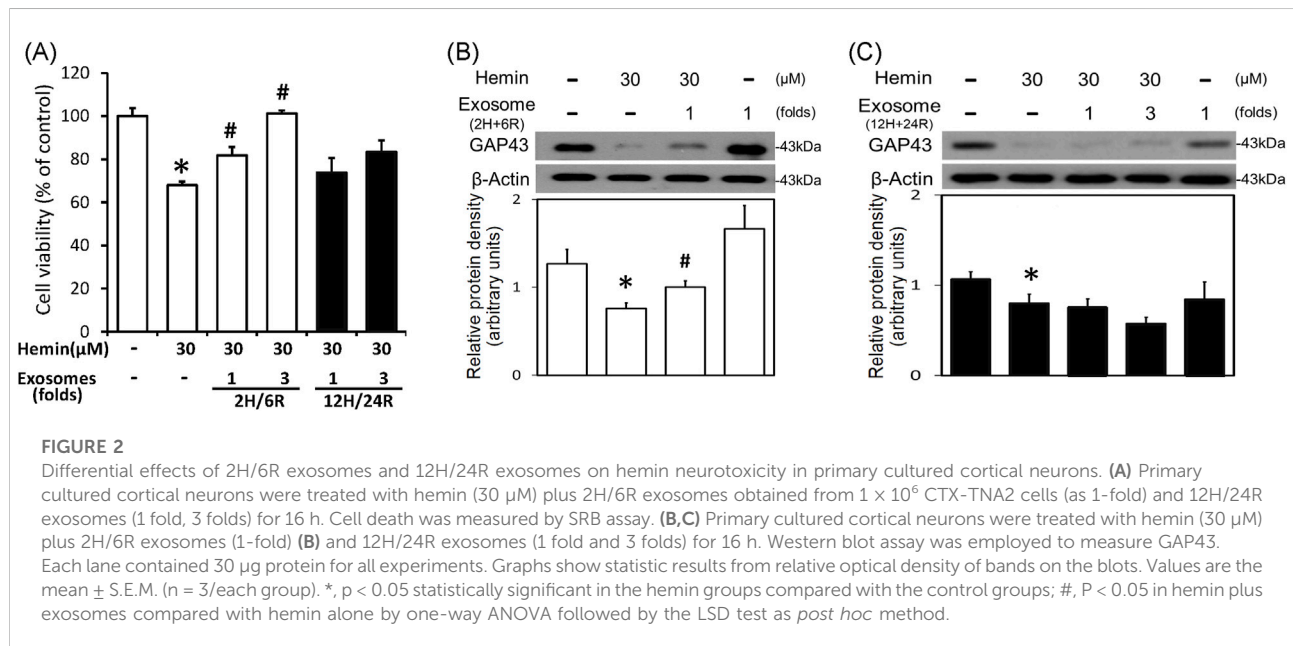 (A)
120
100
80
60
40
20
0
Cell viability (% of control)
*
#
#
Hemin(µM) - 30 30 30 30 30
Exosomes - - 1 3 1 3
(folds) 2H/6R 12H/24R
(B)
Hemin – 30 30 – (µM)
Exosome – – 1 1 (folds)
(2H+6R)
GAP43 -43kDa
β-Actin -43kDa
2
1
0
Relative protein density
(arbitrary units)
*
#
(C)
Hemin – 30 30 30 – (µM)
Exosome – – 1 3 1 (folds)
(12H+24R)
GAP43 -43kDa
β-Actin -43kDa
2
1
0
Relative protein density
(arbitrary units)
*
FIGURE 2
Differential effects of 2H/6R exosomes and 12H/24R exosomes on hemin neurotoxicity in primary cultured cortical neurons. (A) Primary
cultured cortical neurons were treated with hemin (30 µM) plus 2H/6R exosomes obtained from 1 × 10⁶ CTX-TNA2 cells (as 1-fold) and 12H/24R
exosomes (1 fold, 3 folds) for 16 h. Cell death was measured by SRB assay. (B,C) Primary cultured cortical neurons were treated with hemin (30 µM)
plus 2H/6R exosomes (1-fold) (B) and 12H/24R exosomes (1 fold and 3 folds) for 16 h. Western blot assay was employed to measure GAP43.
Each lane contained 30 µg protein for all experiments. Graphs show statistic results from relative optical density of bands on the blots. Values are the
mean ± S.E.M. (n = 3/each group). *, p < 0.05 statistically significant in the hemin groups compared with the control groups; #, P < 0.05 in hemin plus
exosomes compared with hemin alone by one-way ANOVA followed by the LSD test as post hoc method.